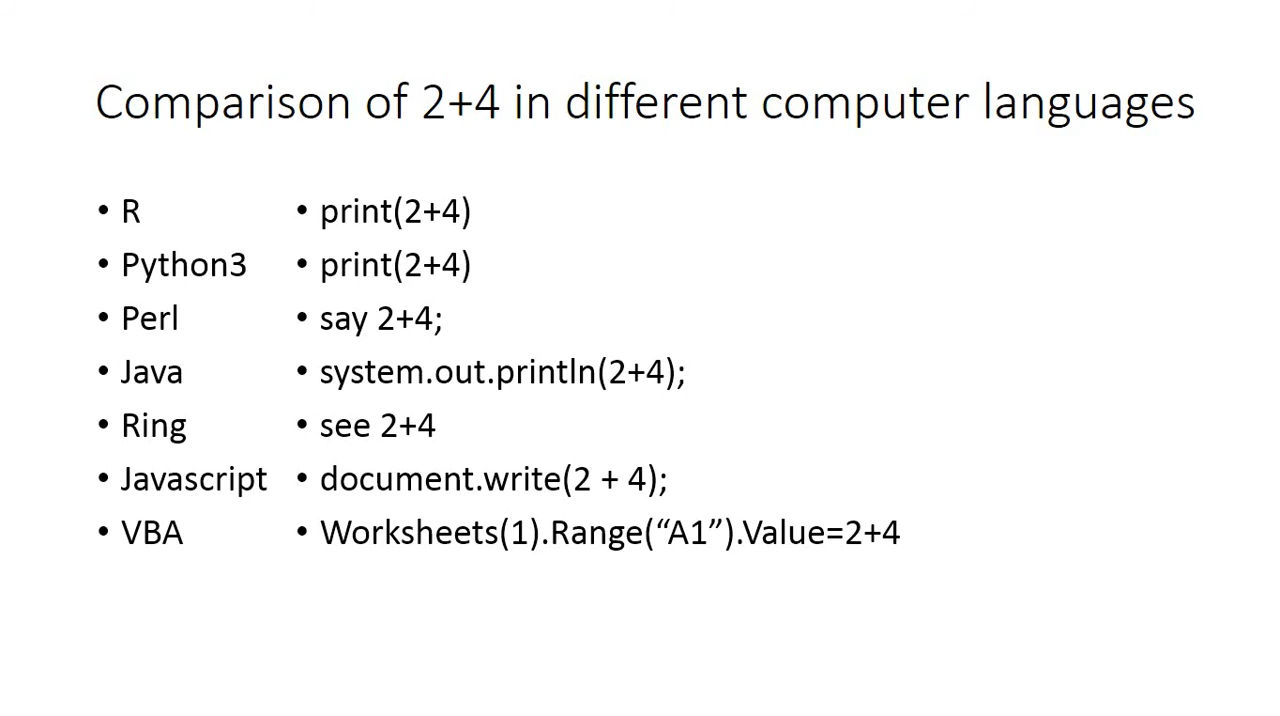 Comparison of 2+4 in different computer languages
• R • print(2+4)
• Python3 • print(2+4)
• Perl • say 2+4;
• Java • system.out.println(2+4);
• Ring • see 2+4
• Javascript • document.write(2 + 4);
• VBA • Worksheets(1).Range(“A1”).Value=2+4